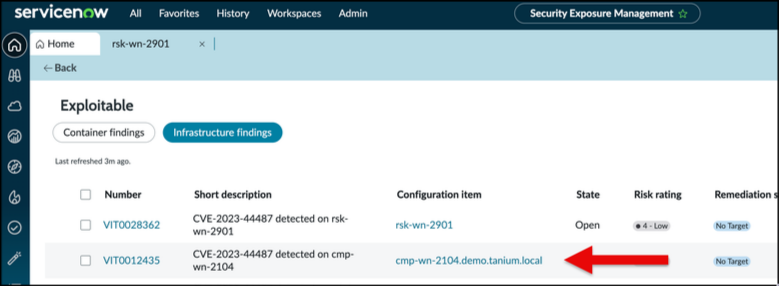 servicenow All Favorites History Workspaces Admin Security Exposure Management
Home rsk-wn-2901 ×
← Back
Exploitable
Container findings Infrastructure findings
Last refreshed 3m ago.
Number Short description Configuration item State Risk rating Remediation s
VIT0028362 CVE-2023-44487 detected on rsk- rsk-wn-2901 Open 4 - Low No Target
wn-2901
VIT0012435 CVE-2023-44487 detected on cmp- cmp-wn-2104.demo.tanium.local No Target
wn-2104